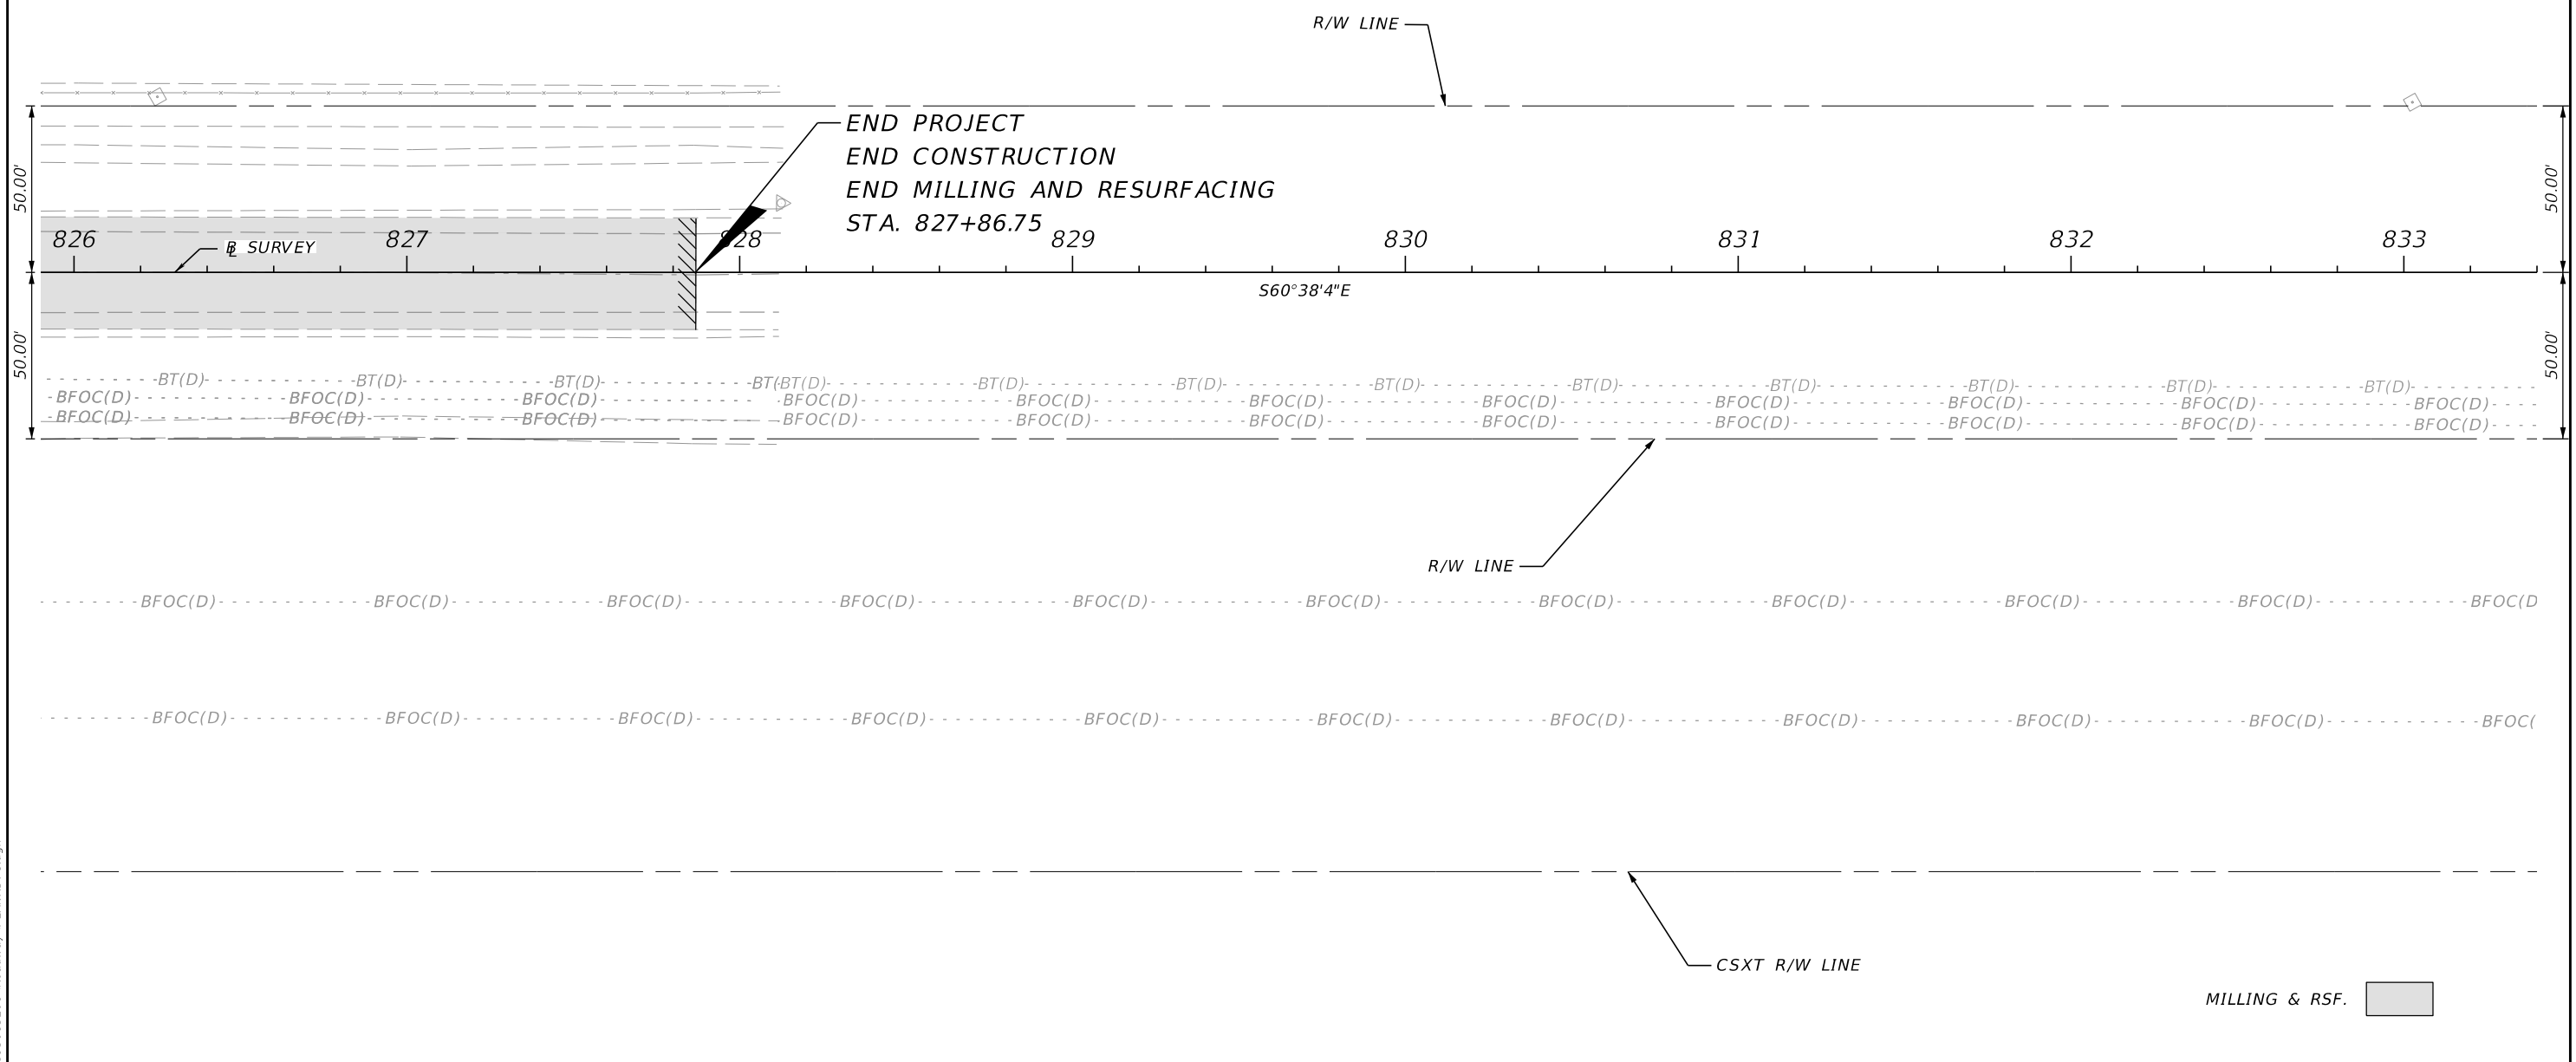 R/W LINE
END PROJECT
END CONSTRUCTION
END MILLING AND RESURFACING
STA. 827+86.75
50.00'
50.00'
826
827
828
829
830
831
832
833
BL SURVEY
S60°38'4"E
50.00'
50.00'
BT(D) BT(D) BT(D) BT( BT(D) BT(D) BT(D) BT(D) BT(D) BT(D) BT(D) BT(D) BT(D)
BFOC(D) BFOC(D) BFOC(D) BFOC(D) BFOC(D) BFOC(D) BFOC(D) BFOC(D) BFOC(D) BFOC(D) BFOC(D)
BFOC(D) BFOC(D) BFOC(D) BFOC(D) BFOC(D) BFOC(D) BFOC(D) BFOC(D) BFOC(D) BFOC(D) BFOC(D)
R/W LINE
BFOC(D) BFOC(D) BFOC(D) BFOC(D) BFOC(D) BFOC(D) BFOC(D) BFOC(D) BFOC(D) BFOC(D) BFOC(D
BFOC(D) BFOC(D) BFOC(D) BFOC(D) BFOC(D) BFOC(D) BFOC(D) BFOC(D) BFOC(D) BFOC(D) BFOC(
CSXT R/W LINE
MILLING & RSF.